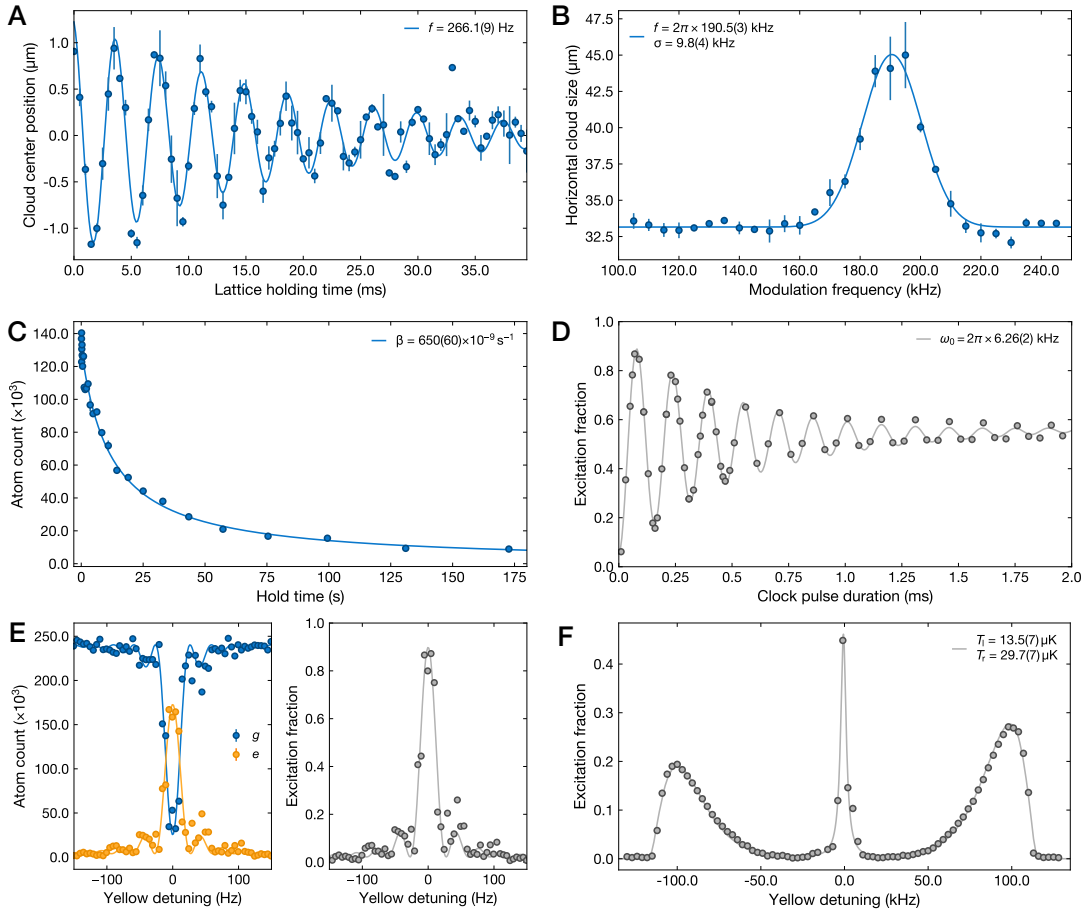 A
f = 266.1(9) Hz
Cloud center position (μm)
1.0
0.5
0.0
-0.5
-1.0
0.0 5.0 10.0 15.0 20.0 25.0 30.0 35.0
Lattice holding time (ms)
B
f = 2π × 190.5(3) kHz
σ = 9.8(4) kHz
Horizontal cloud size (μm)
47.5
45.0
42.5
40.0
37.5
35.0
32.5
100.0 120.0 140.0 160.0 180.0 200.0 220.0 240.0
Modulation frequency (kHz)
C
β = 650(60)×10⁻⁹ s⁻¹
Atom count (×10³)
140.0
120.0
100.0
80.0
60.0
40.0
20.0
0.0
0 25 50 75 100 125 150 175
Hold time (s)
D
ω₀ = 2π × 6.26(2) kHz
Excitation fraction
1.0
0.8
0.6
0.4
0.2
0.0
0.0 0.25 0.5 0.75 1.0 1.25 1.5 1.75 2.0
Clock pulse duration (ms)
E
Atom count (×10³)
250.0
200.0
150.0
100.0
50.0
0.0
g
e
−100 0 100
Yellow detuning (Hz)
Excitation fraction
1.0
0.8
0.6
0.4
0.2
0.0
−100 0 100
Yellow detuning (Hz)
F
Tₗ = 13.5(7) μK
Tᵣ = 29.7(7) μK
Excitation fraction
0.4
0.3
0.2
0.1
0.0
-100.0 -50.0 0.0 50.0 100.0
Yellow detuning (kHz)